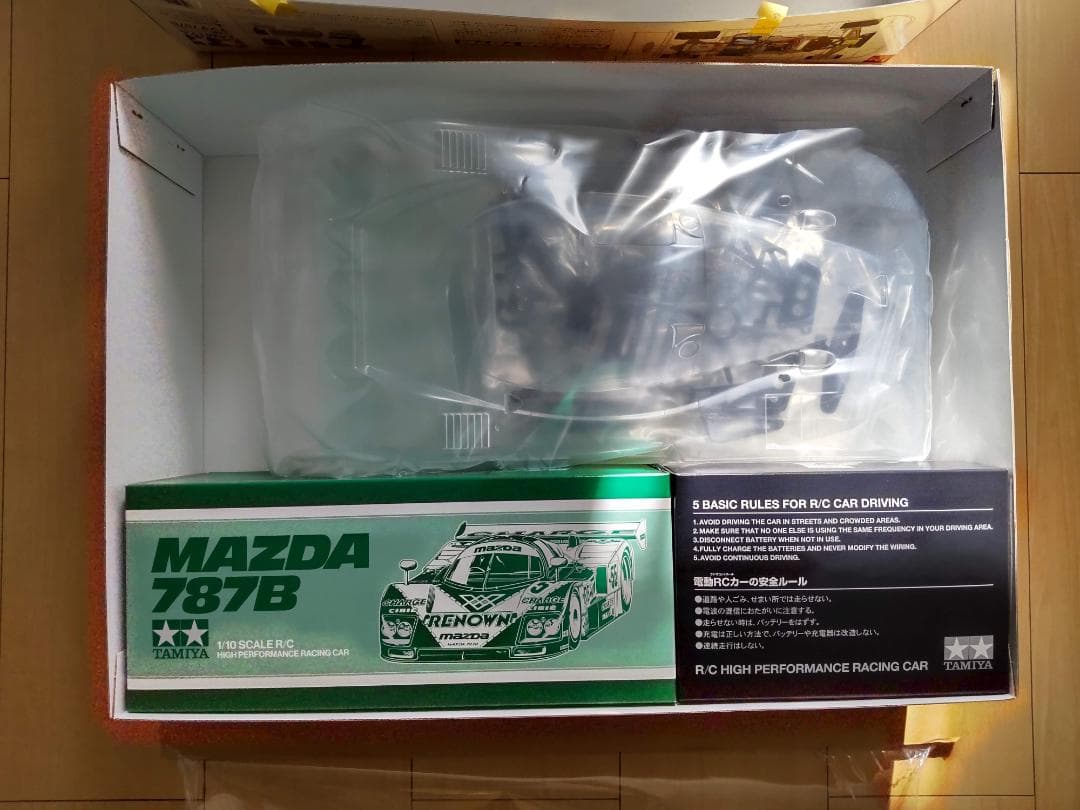 MAZDA
787B
TAMIYA
1/10 SCALE R/C
HIGH PERFORMANCE RACING CAR
mazda
CHARGE
CIBIE
RENOWN
mazda
CHARGE
CIBIE
55
5 BASIC RULES FOR R/C CAR DRIVING
1.AVOID DRIVING THE CAR IN STREETS AND CROWDED AREAS.
2.MAKE SURE THAT NO ONE ELSE IS USING THE SAME FREQUENCY IN YOUR DRIVING AREA.
3.DISCONNECT BATTERY WHEN NOT IN USE.
4.FULLY CHARGE THE BATTERIES AND NEVER MODIFY THE WIRING.
5.AVOID CONTINUOUS DRIVING.
電動RCカーの安全ルール
●道路や人ごみ、せまい所では走らせない。
●電波の混信におたがいに注意する。
●走らせない時は、バッテリーをはずす。
●充電は正しい方法で、バッテリーや充電器は改造しない。
●連続走行はしない。
R/C HIGH PERFORMANCE RACING CAR
TAMIYA